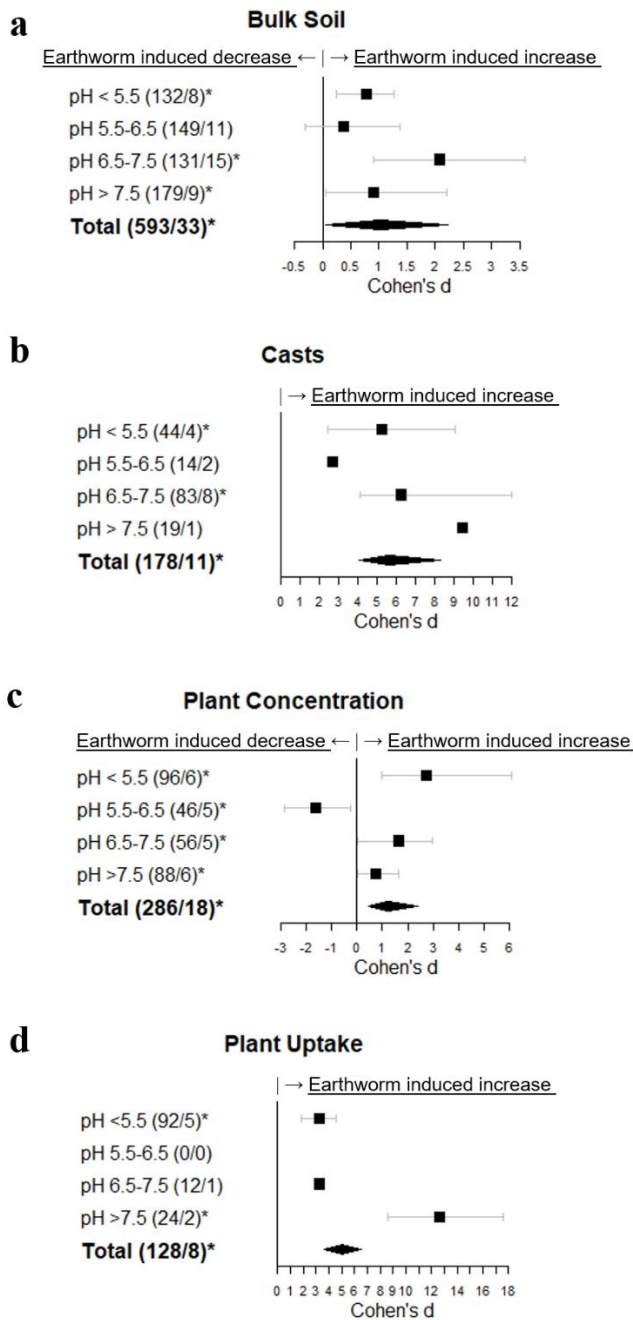 a
Bulk Soil
Earthworm induced decrease ← | → Earthworm induced increase
pH < 5.5 (132/8)*
pH 5.5-6.5 (149/11)
pH 6.5-7.5 (131/15)*
pH > 7.5 (179/9)*
Total (593/33)*
-0.5 0 0.5 1 1.5 2 2.5 3 3.5
Cohen's d
b
Casts
| → Earthworm induced increase
pH < 5.5 (44/4)*
pH 5.5-6.5 (14/2)
pH 6.5-7.5 (83/8)*
pH > 7.5 (19/1)
Total (178/11)*
0 1 2 3 4 5 6 7 8 9 10 11 12
Cohen's d
c
Plant Concentration
Earthworm induced decrease ← | → Earthworm induced increase
pH < 5.5 (96/6)*
pH 5.5-6.5 (46/5)*
pH 6.5-7.5 (56/5)*
pH >7.5 (88/6)*
Total (286/18)*
-3 -2 -1 0 1 2 3 4 5 6
Cohen's d
d
Plant Uptake
| → Earthworm induced increase
pH <5.5 (92/5)*
pH 5.5-6.5 (0/0)
pH 6.5-7.5 (12/1)
pH >7.5 (24/2)*
Total (128/8)*
0 1 2 3 4 5 6 7 8 9 10 12 14 16 18
Cohen's d